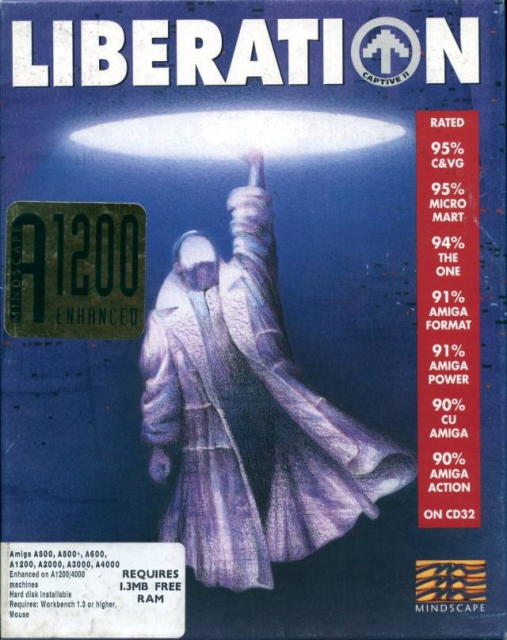 LIBERATION
CAPTIVE II
RATED
95%
C&VG
95%
MICRO
MART
94%
THE
ONE
91%
AMIGA
FORMAT
91%
AMIGA
POWER
90%
CU
AMIGA
90%
AMIGA
ACTION
ON CD32
MINDSCAPE
A1200
ENHANCED
Amiga A500, A500+, A600,
A1200, A2000, A3000, A4000
Enhanced on A1200/4000
machines
Hard disk installable
Requires: Workbench 1.3 or higher,
Mouse
REQUIRES
1.3MB FREE
RAM
MINDSCAPE